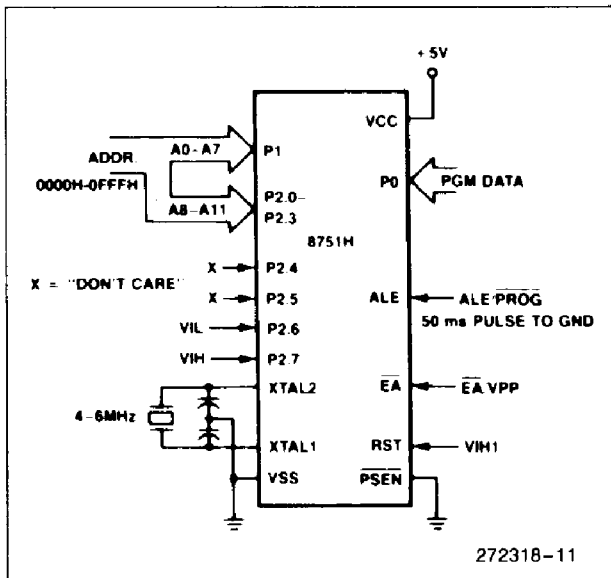 +5V
VCC
A0-A7
P1
ADDR.
0000H-0FFFH
P0
PGM DATA
A8-A11
P2.0-
P2.3
8751H
X
P2.4
X = "DON'T CARE"
X
P2.5
ALE
ALE/PROG
50 ms PULSE TO GND
VIL
P2.6
VIH
P2.7
XTAL2
EA
EA/VPP
4-6MHz
XTAL1
RST
VIH1
VSS
PSEN
272318-11